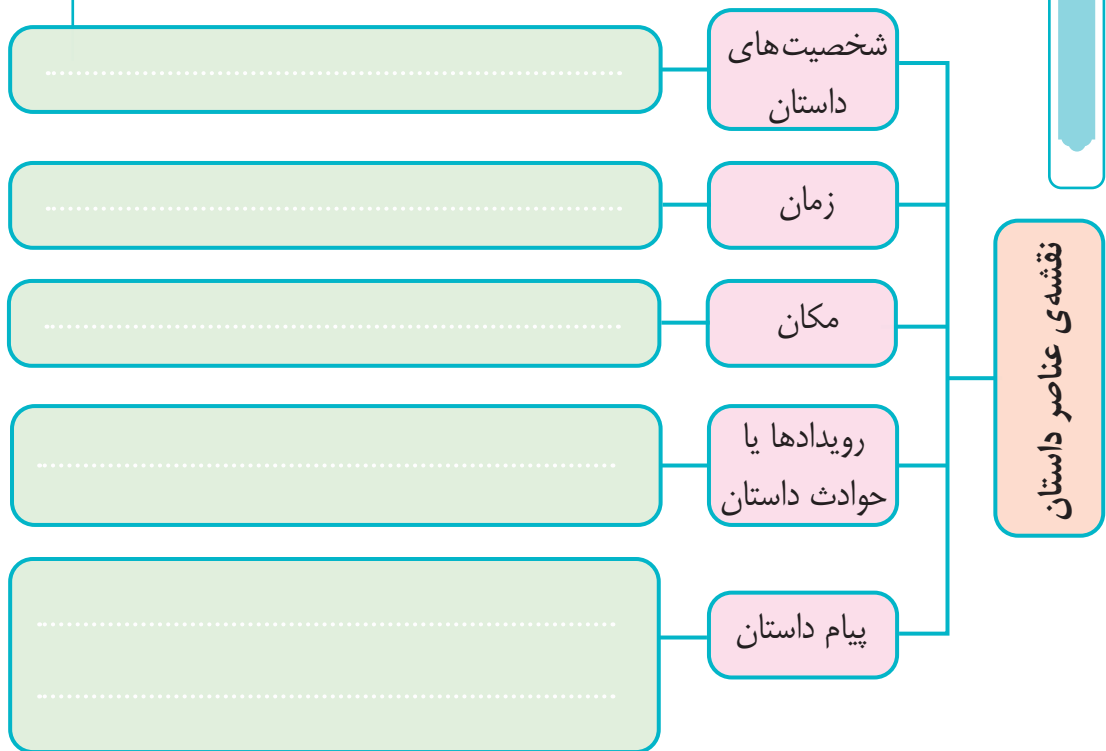 نقشه‌ی عناصر داستان
شخصیت‌های
داستان
زمان
مکان
رویدادها یا
حوادث داستان
پیام داستان